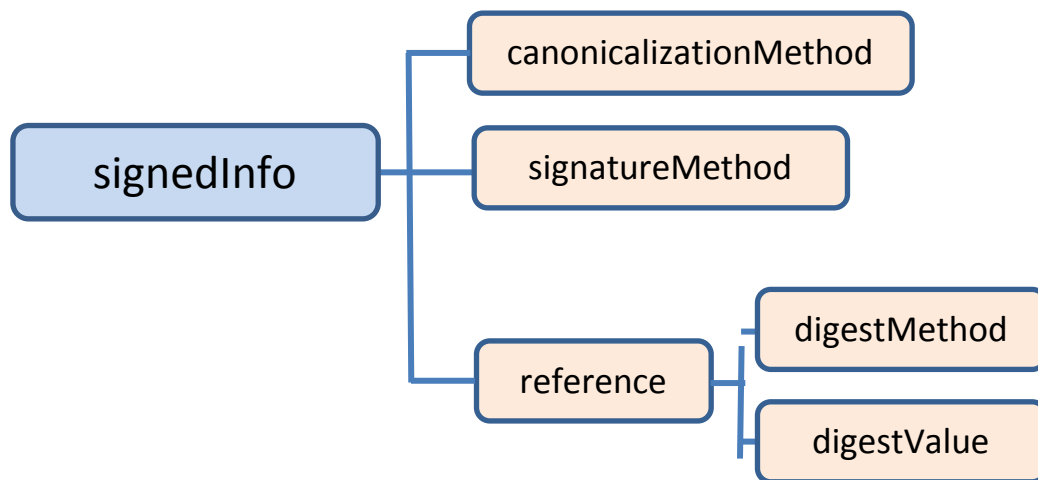 canonicalizationMethod
signedInfo
signatureMethod
digestMethod
reference
digestValue